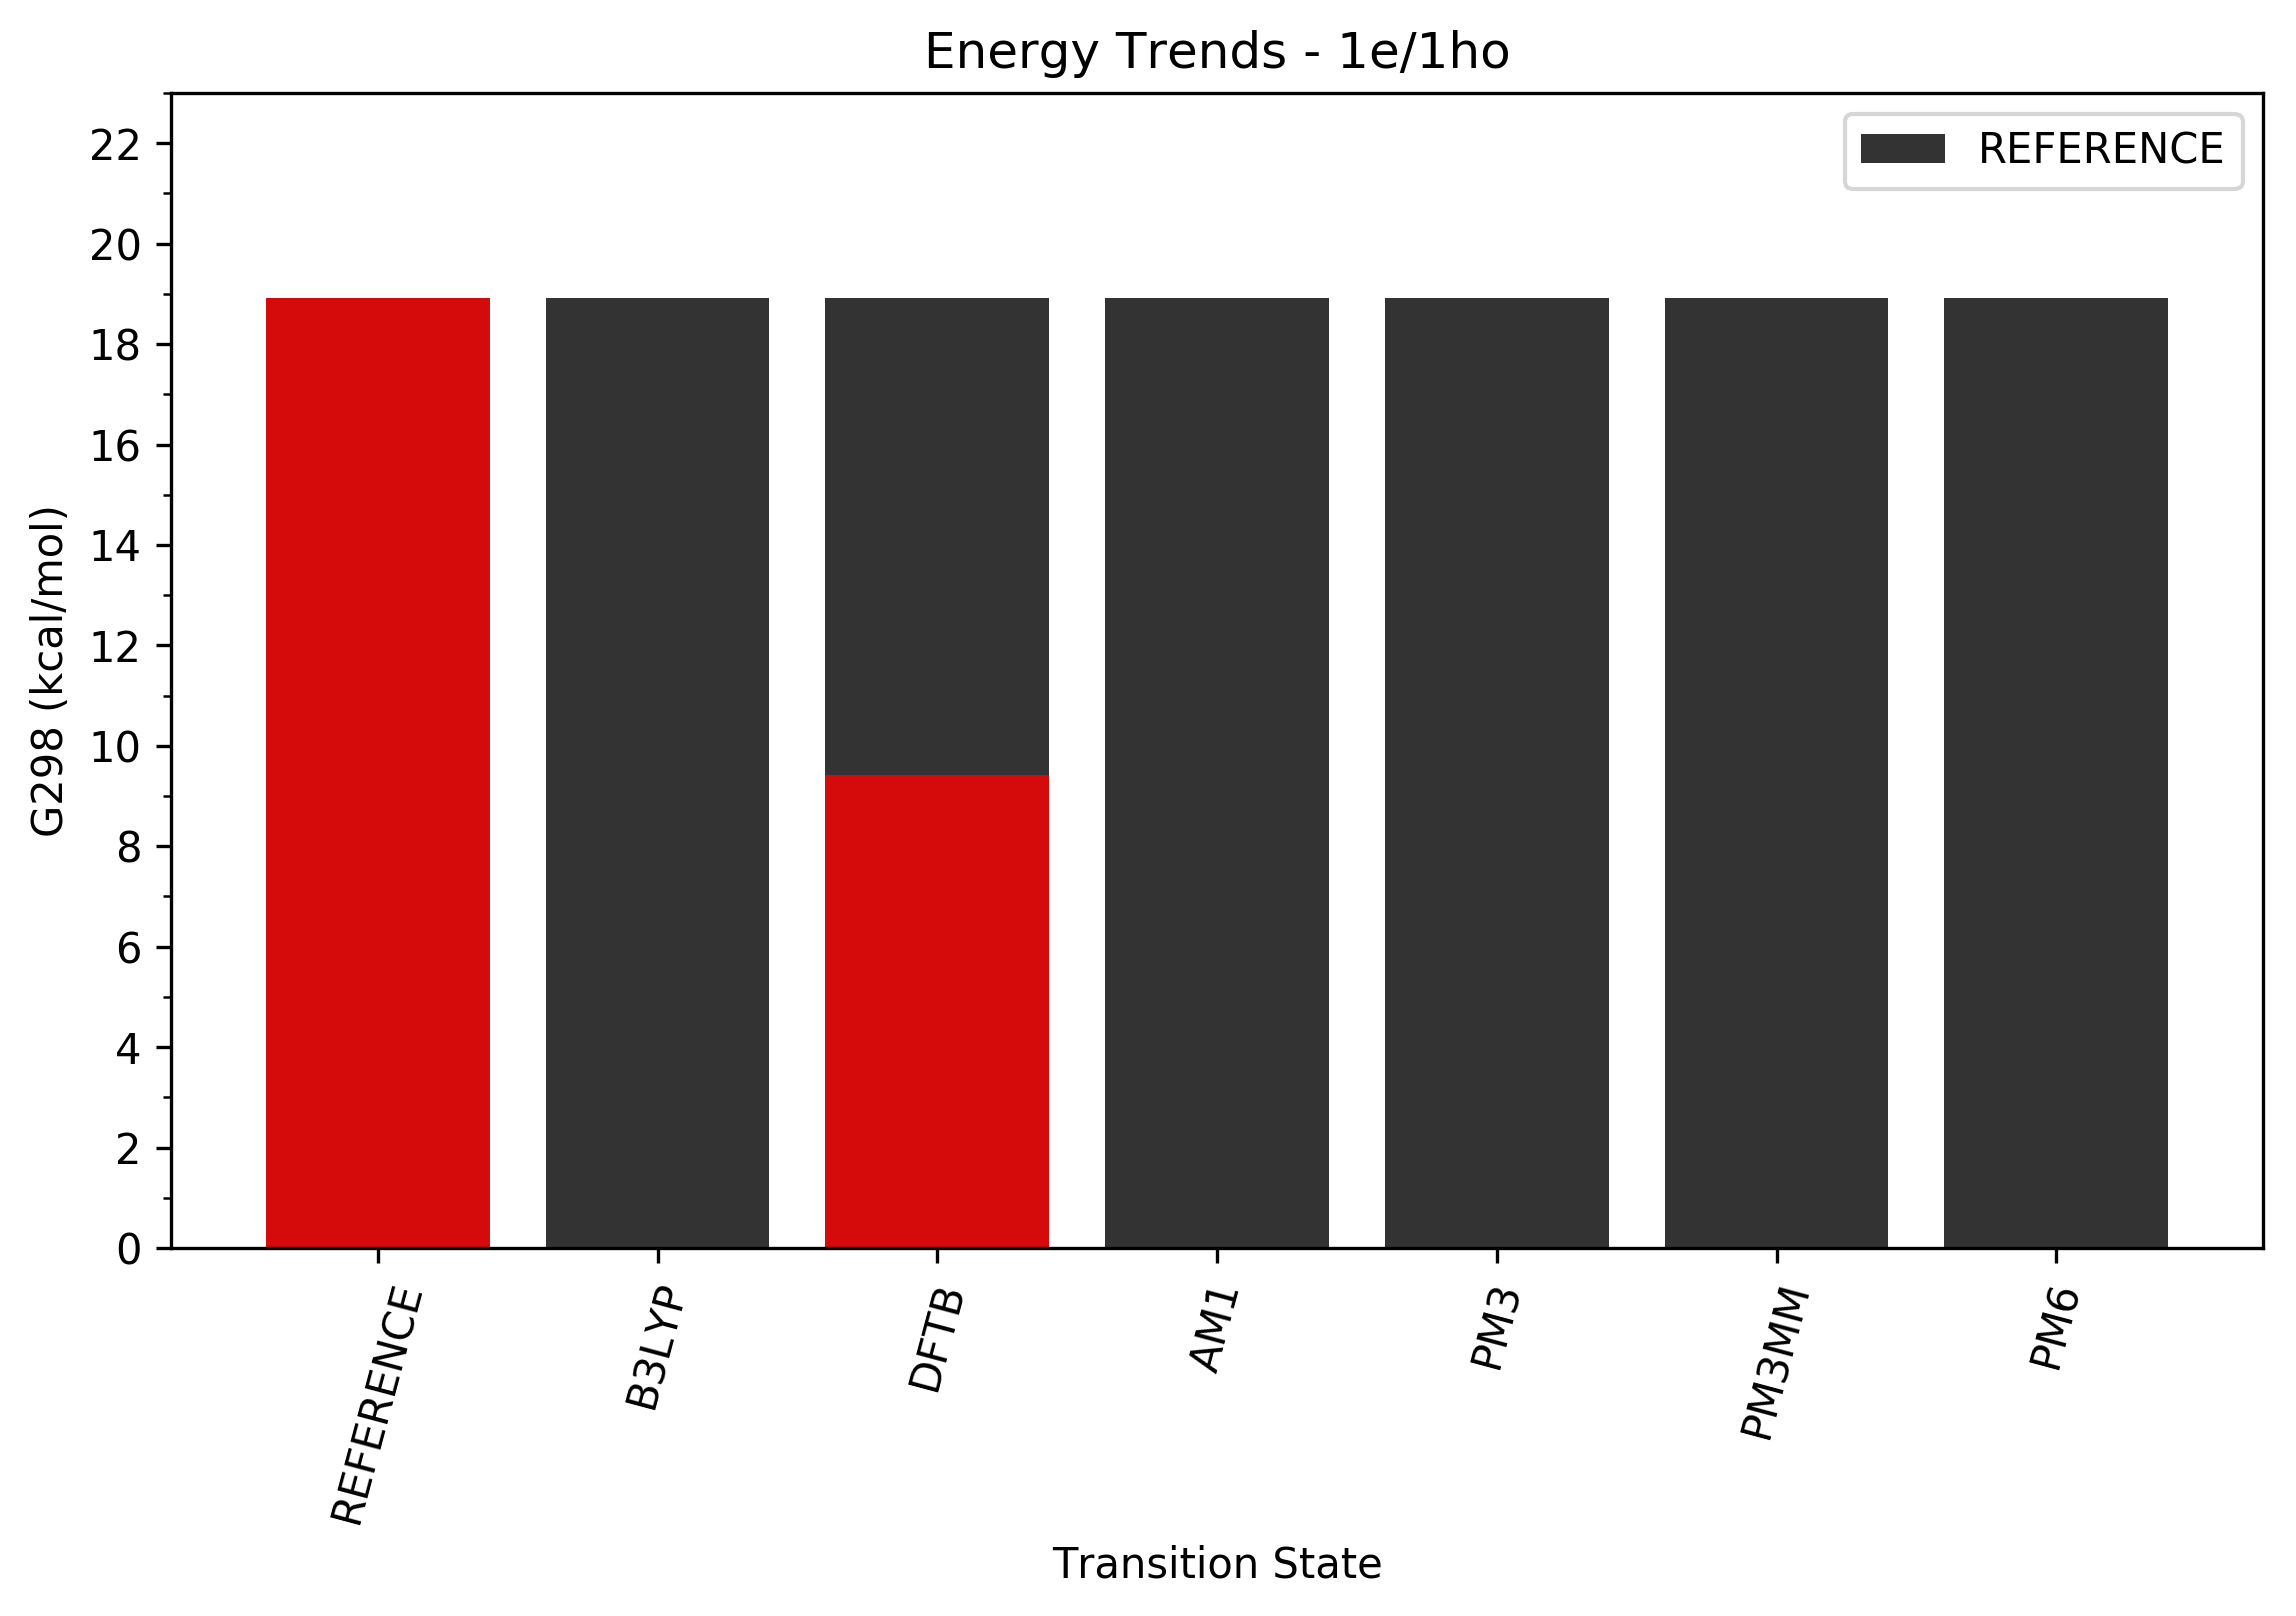 Energy Trends - 1e/1ho
REFERENCE
G298 (kcal/mol)
22
20
18
16
14
12
10
8
6
4
2
0
REFERENCE
B3LYP
DFTB
AM1
PM3
PM3MM
PM6
Transition State